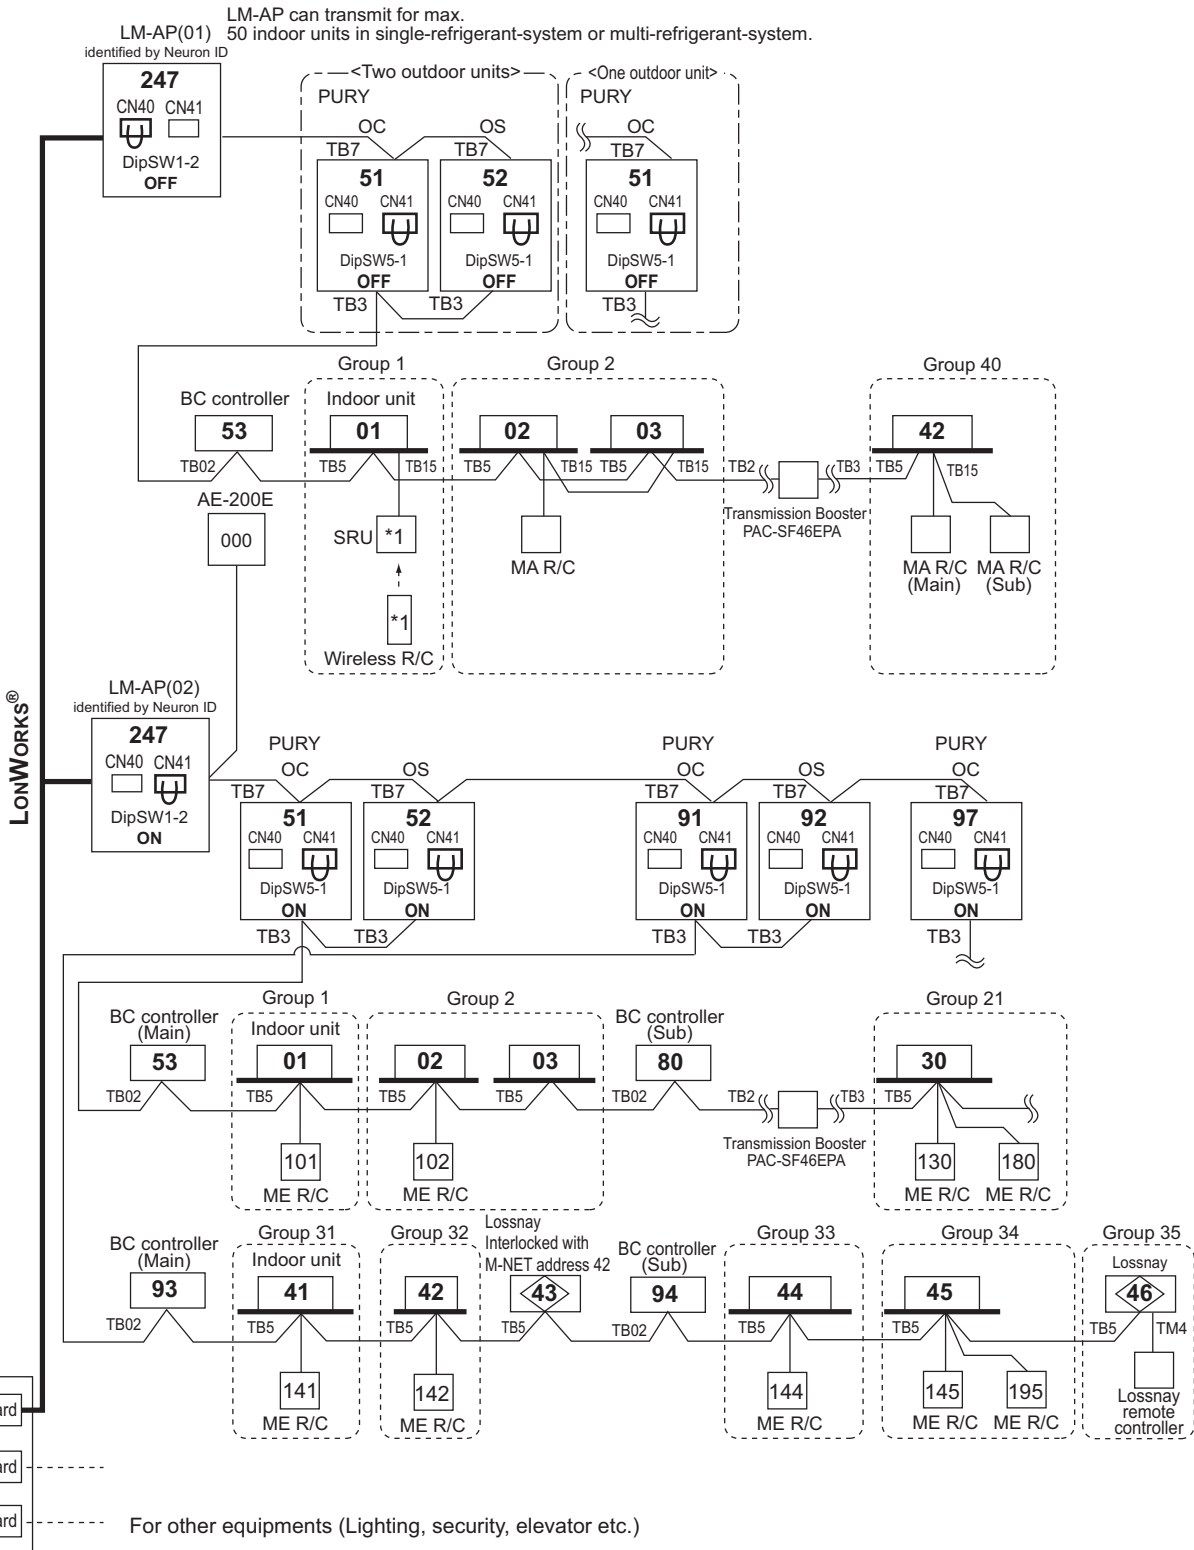 LM-AP can transmit for max.
50 indoor units in single-refrigerant-system or multi-refrigerant-system.
LM-AP(01)
identified by Neuron ID
247
CN40 CN41
DipSW1-2
OFF
<Two outdoor units>
PURY
OC OS
TB7 TB7
51 52
CN40 CN41 CN40 CN41
DipSW5-1 DipSW5-1
OFF OFF
TB3 TB3
<One outdoor unit>
PURY
OC
TB7
51
CN40 CN41
DipSW5-1
OFF
TB3
Group 1 Group 2 Group 40
BC controller Indoor unit
53 01 02 03 42
TB02 TB5 TB15 TB5 TB15 TB5 TB15 TB2 TB3 TB5 TB15
Transmission Booster
PAC-SF46EPA
AE-200E
000
SRU *1
*1
Wireless R/C
MA R/C
MA R/C
(Main)
MA R/C
(Sub)
LONWORKS®
LM-AP(02)
identified by Neuron ID
247
CN40 CN41
DipSW1-2
ON
PURY PURY PURY
OC OS OC OS OC
TB7 TB7 TB7 TB7 TB7
51 52 91 92 97
CN40 CN41 CN40 CN41 CN40 CN41 CN40 CN41 CN40 CN41
DipSW5-1 DipSW5-1 DipSW5-1 DipSW5-1 DipSW5-1
ON ON ON ON ON
TB3 TB3 TB3 TB3 TB3
Group 1 Group 2 Group 21
BC controller
(Main)
Indoor unit
BC controller
(Sub)
53 01 02 03 80 30
TB02 TB5 TB5 TB5 TB02 TB2 TB3 TB5
Transmission Booster
PAC-SF46EPA
101 102 130 180
ME R/C ME R/C ME R/C ME R/C
Group 31 Group 32 Group 33 Group 34 Group 35
BC controller
(Main)
Indoor unit
Lossnay
Interlocked with
M-NET address 42
BC controller
(Sub)
Lossnay
93 41 42 43 94 44 45 46
TB02 TB5 TB5 TB5 TB02 TB5 TB5 TB5 TM4
141 142 144 145 195
ME R/C ME R/C ME R/C ME R/C ME R/C
Lossnay
remote
controller
ard
ard
ard
For other equipments (Lighting, security, elevator etc.)